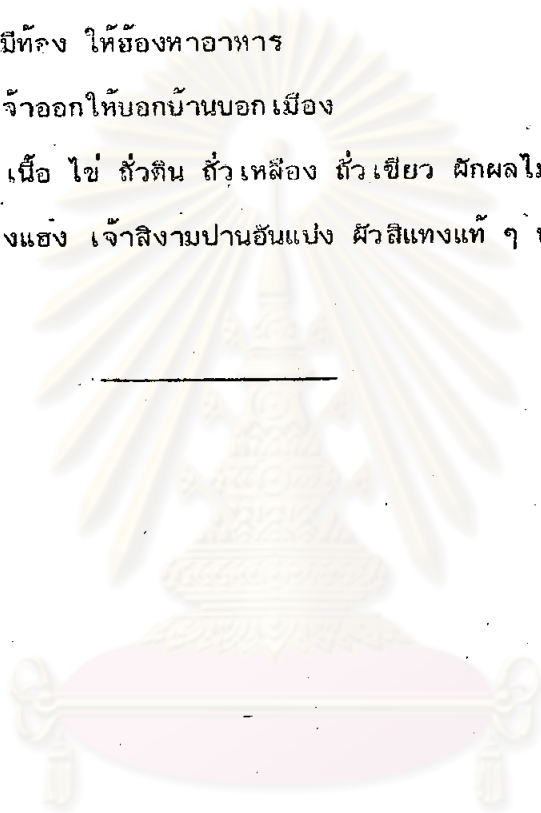 มีท้อง ให้ฮ้องหาอาหาร
จ้าออกให้บอกบ้านบอกเมือง
เนื้อ ไข่ ถั่วดิน ถั่วเหลือง ถั่วเขียว ผักผลไม
งแฮง เจ้าสิงามปานอันแบ่ง ผัวสิแทงแท้ ๆ